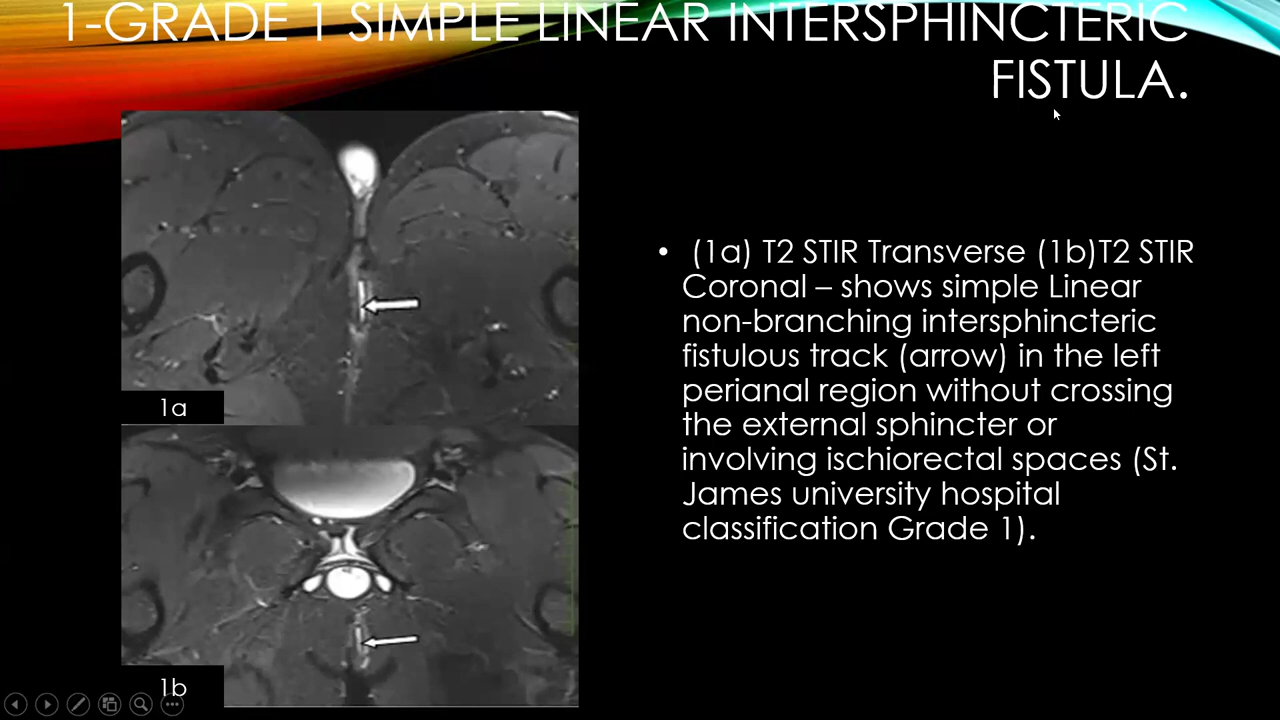 1-GRADE 1 SIMPLE LINEAR INTERSPHINCTERIC
FISTULA.
• (1a) T2 STIR Transverse (1b)T2 STIR
Coronal – shows simple Linear
non-branching intersphincteric
fistulous track (arrow) in the left
perianal region without crossing
the external sphincter or
involving ischiorectal spaces (St.
James university hospital
classification Grade 1).
1a
1b